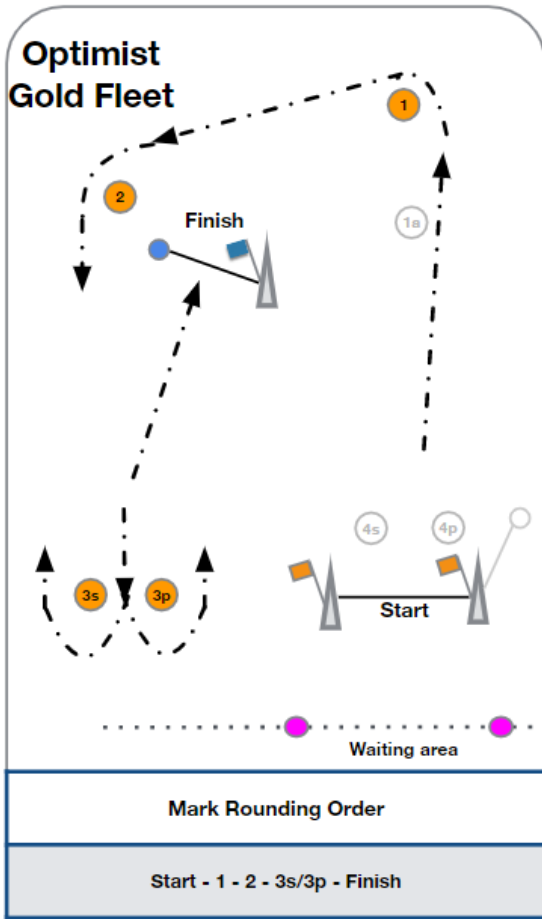 Optimist
Gold Fleet
1
2
Finish
1a
4s
4p
3s
3p
Start
Waiting area
Mark Rounding Order
Start - 1 - 2 - 3s/3p - Finish